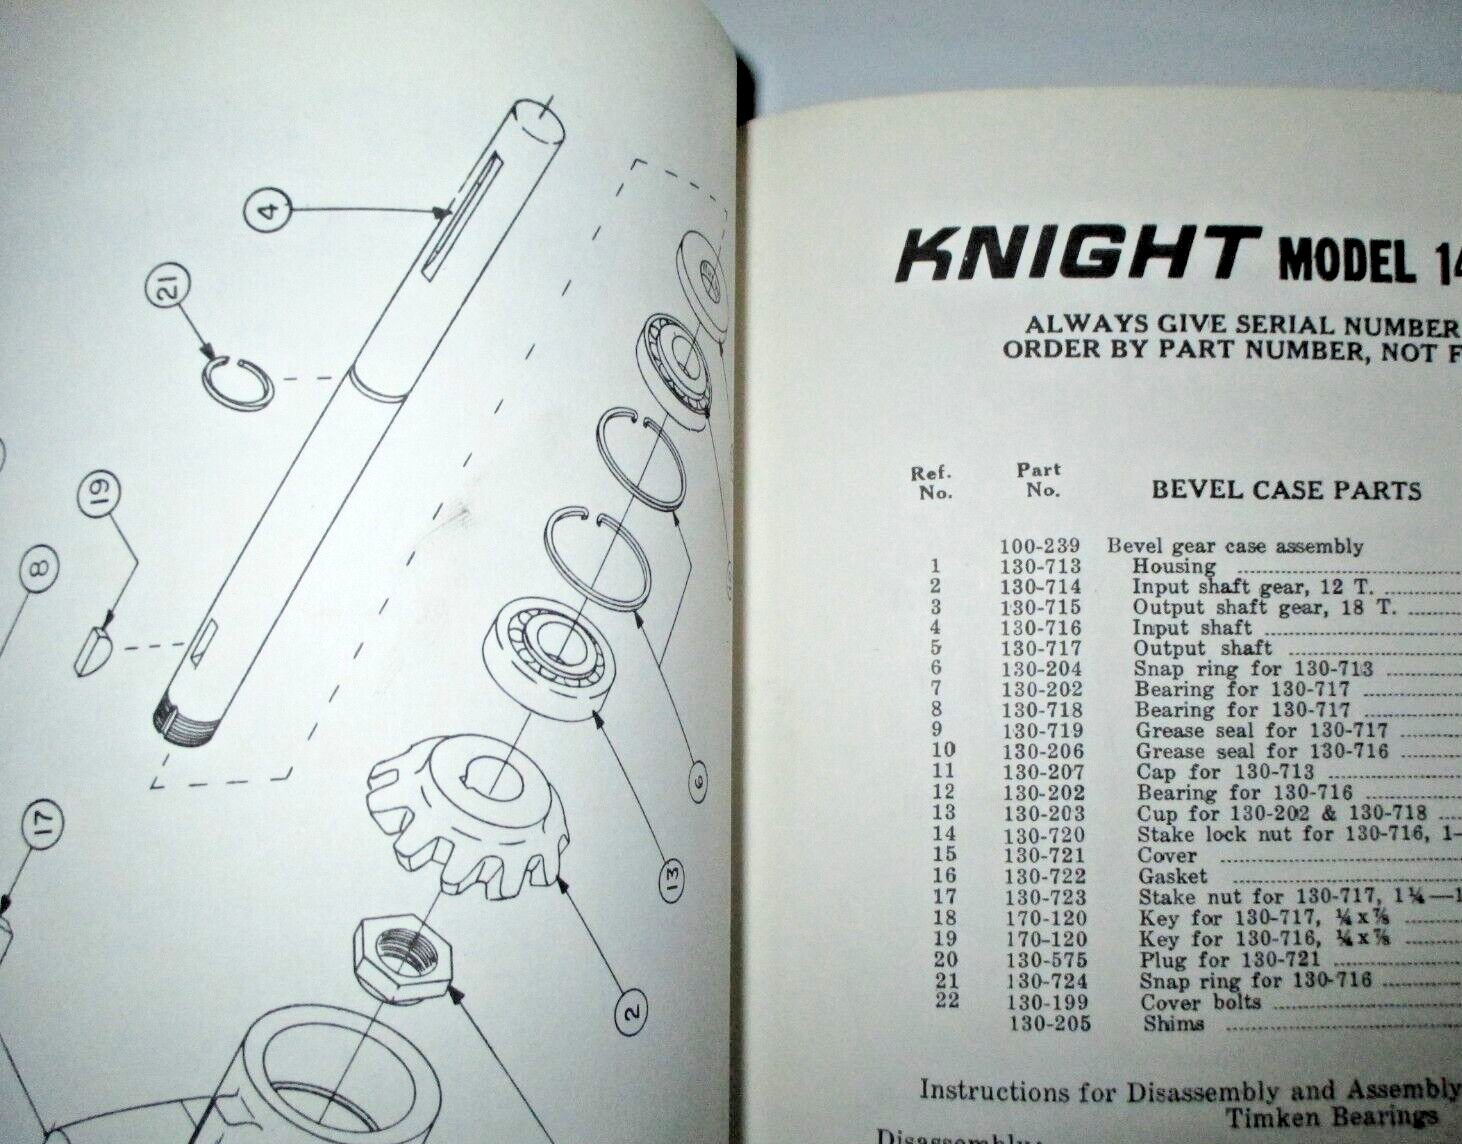 4
21
19
8
17
6
13
2
KNIGHT MODEL 14
ALWAYS GIVE SERIAL NUMBER
ORDER BY PART NUMBER, NOT F
Ref. No. Part No. BEVEL CASE PARTS
100-239 Bevel gear case assembly
1 130-713 Housing
2 130-714 Input shaft gear, 12 T.
3 130-715 Output shaft gear, 18 T.
4 130-716 Input shaft
5 130-717 Output shaft
6 130-204 Snap ring for 130-713
7 130-202 Bearing for 130-717
8 130-718 Bearing for 130-717
9 130-719 Grease seal for 130-717
10 130-206 Grease seal for 130-716
11 130-207 Cap for 130-713
12 130-202 Bearing for 130-716
13 130-203 Cup for 130-202 & 130-718
14 130-720 Stake lock nut for 130-716, 1-
15 130-721 Cover
16 130-722 Gasket
17 130-723 Stake nut for 130-717, 1¼—1
18 170-120 Key for 130-717, ¼ x ⅞
19 170-120 Key for 130-716, ¼ x ⅞
20 130-575 Plug for 130-721
21 130-724 Snap ring for 130-716
22 130-199 Cover bolts
130-205 Shims
Instructions for Disassembly and Assembly
Timken Bearings
Disassembly: